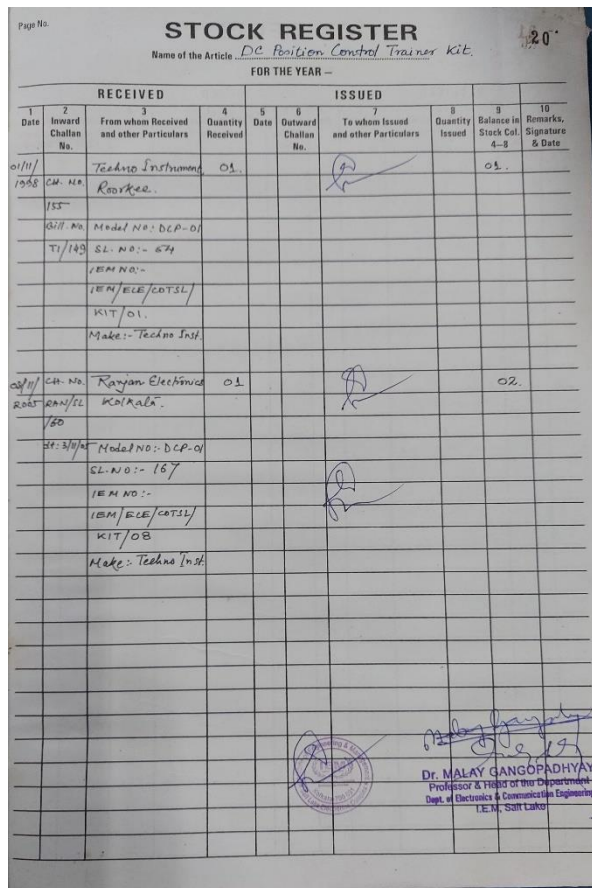 Page No.
STOCK REGISTER
20
Name of the Article DC Position Control Trainer Kit.
FOR THE YEAR —
RECEIVED ISSUED
1 Date 2 Inward Challan No. 3 From whom Received and other Particulars 4 Quantity Received 5 Date 6 Outward Challan No. 7 To whom Issued and other Particulars 8 Quantity Issued 9 Balance in Stock Col. 4—8 10 Remarks, Signature & Date
01/11/ Techno Instrument 01. 01.
1998 CH. No. Roorkee.
155
Bill. No. Model No: DCP-01
TI/149 SL. NO:- 64
IEM NO:-
IEM/ELE/COTSL/
KIT/01.
Make:- Techno Inst.
03/11/ CH. No. Ranjan Electronics 01 02.
2005 RAN/SL Kolkata.
/60
dt: 3/11/05 Model NO:- DCP-01
SL.NO:- 167
IEM NO:-
IEM/ELE/COTSL/
KIT/08
Make:- Techno Inst.
Dr. MALAY GANGOPADHYAY
Professor & Head of the Department
Dept. of Electronics & Communication Engineering
I.E.M, Salt Lake